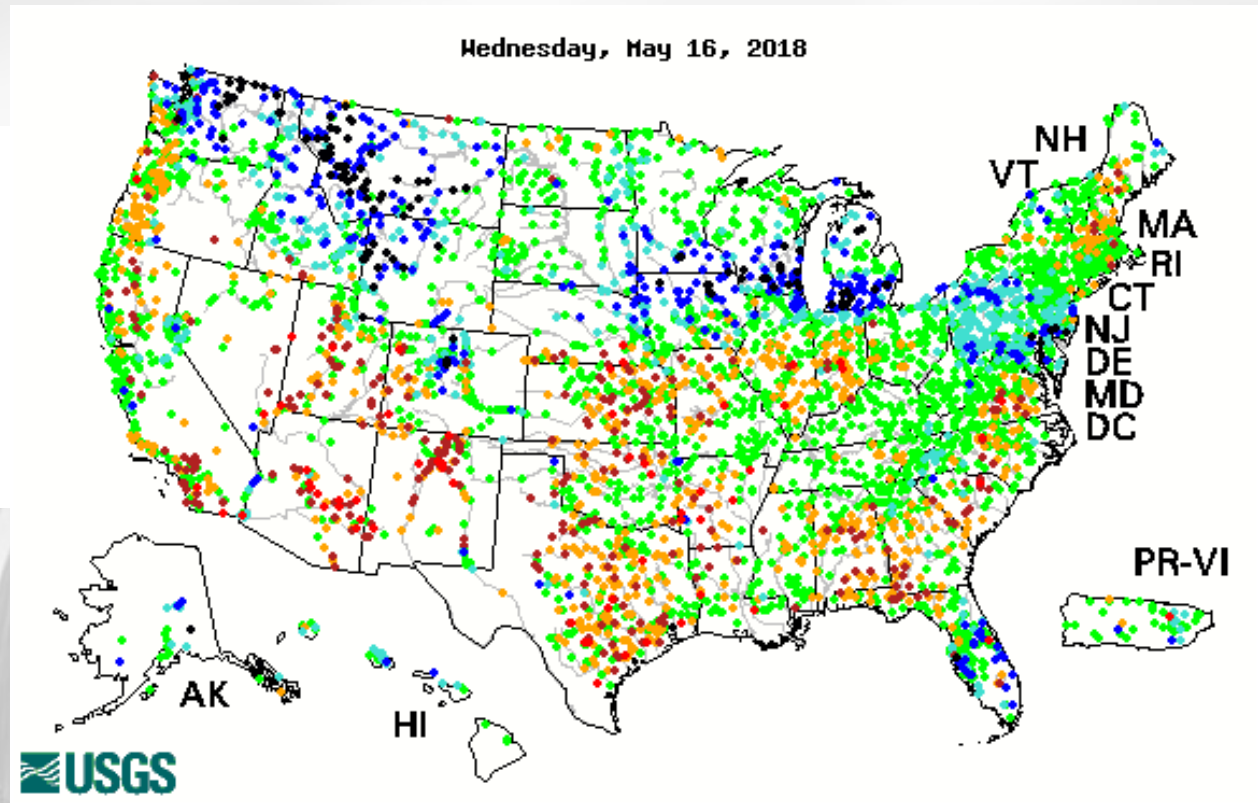 Wednesday, May 16, 2018
NH
VT
MA
RI
CT
NJ
DE
MD
DC
PR-VI
AK
HI
USGS